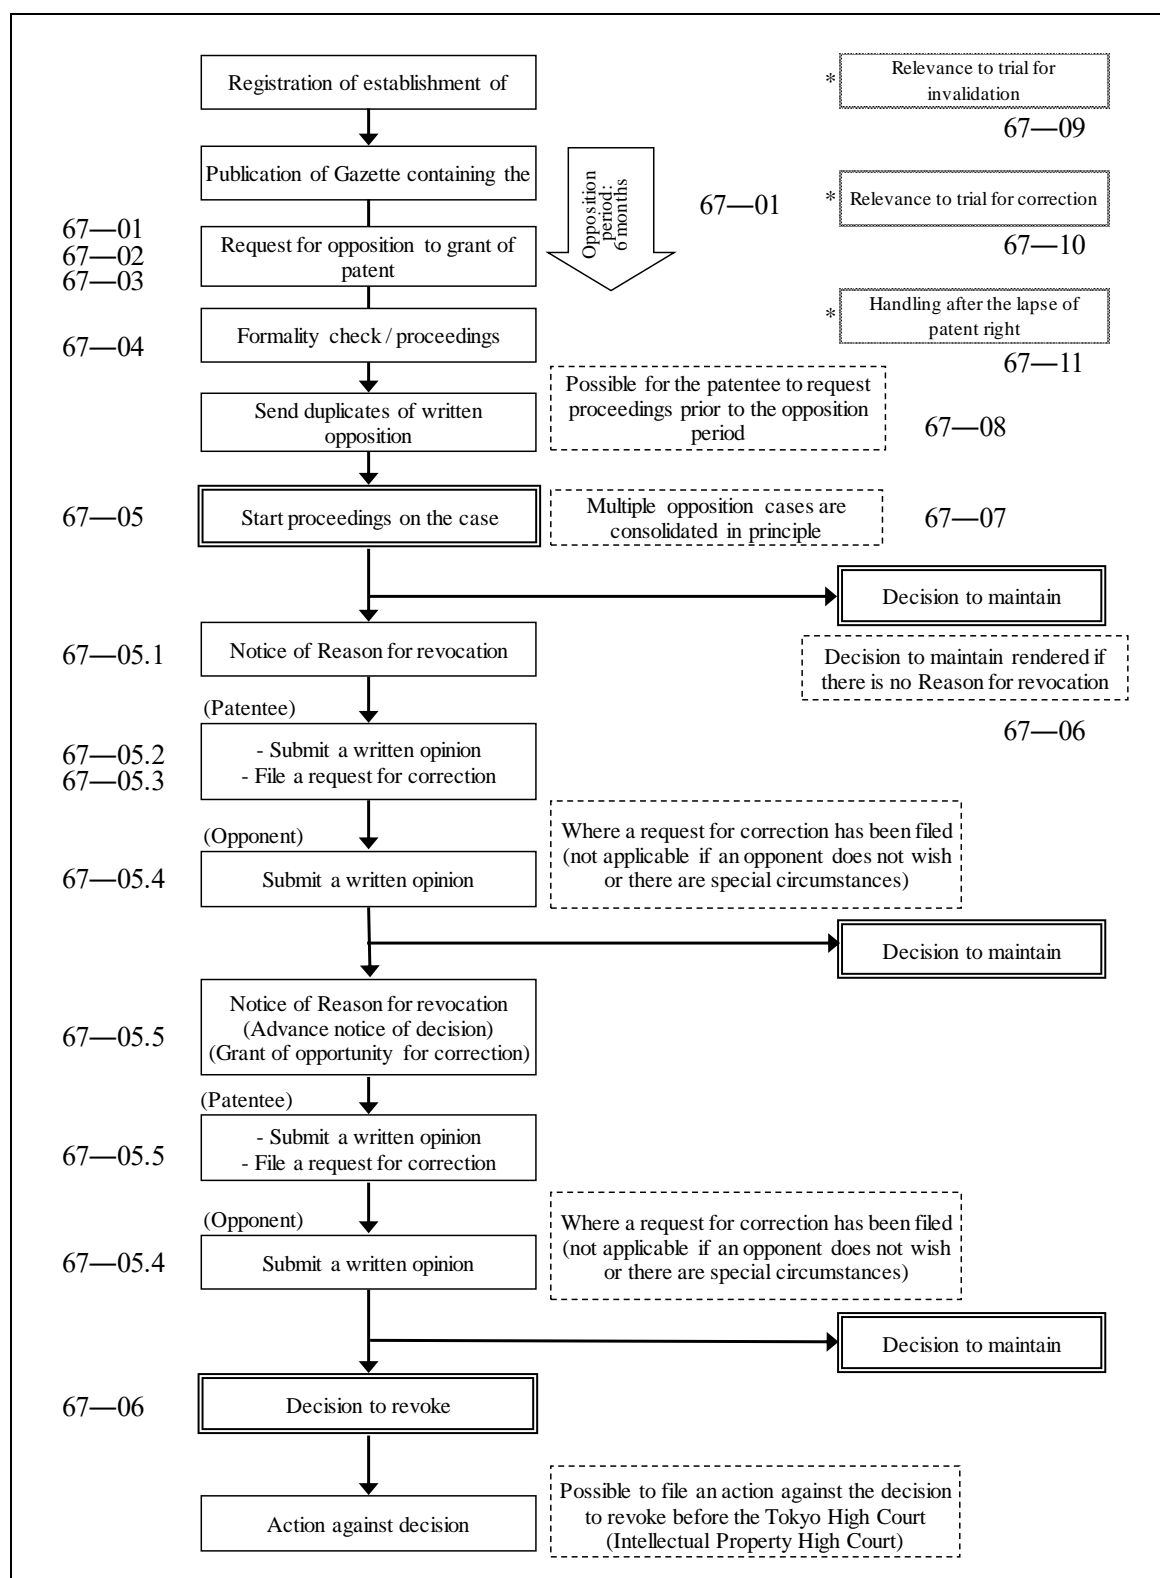 Registration of establishment of
* Relevance to trial for
invalidation
67—09
Publication of Gazette containing the
Opposition
period:
6 months
67—01
* Relevance to trial for correction
67—10
67—01
67—02
67—03
Request for opposition to grant of
patent
* Handling after the lapse of
patent right
67—11
67—04
Formality check / proceedings
Send duplicates of written
opposition
Possible for the patentee to request
proceedings prior to the opposition
period
67—08
67—05
Start proceedings on the case
Multiple opposition cases are
consolidated in principle
67—07
Decision to maintain
67—05.1
Notice of Reason for revocation
Decision to maintain rendered if
there is no Reason for revocation
67—06
(Patentee)
67—05.2
67—05.3
- Submit a written opinion
- File a request for correction
(Opponent)
67—05.4
Submit a written opinion
Where a request for correction has been filed
(not applicable if an opponent does not wish
or there are special circumstances)
Decision to maintain
67—05.5
Notice of Reason for revocation
(Advance notice of decision)
(Grant of opportunity for correction)
(Patentee)
67—05.5
- Submit a written opinion
- File a request for correction
(Opponent)
67—05.4
Submit a written opinion
Where a request for correction has been filed
(not applicable if an opponent does not wish
or there are special circumstances)
Decision to maintain
67—06
Decision to revoke
Action against decision
Possible to file an action against the decision
to revoke before the Tokyo High Court
(Intellectual Property High Court)